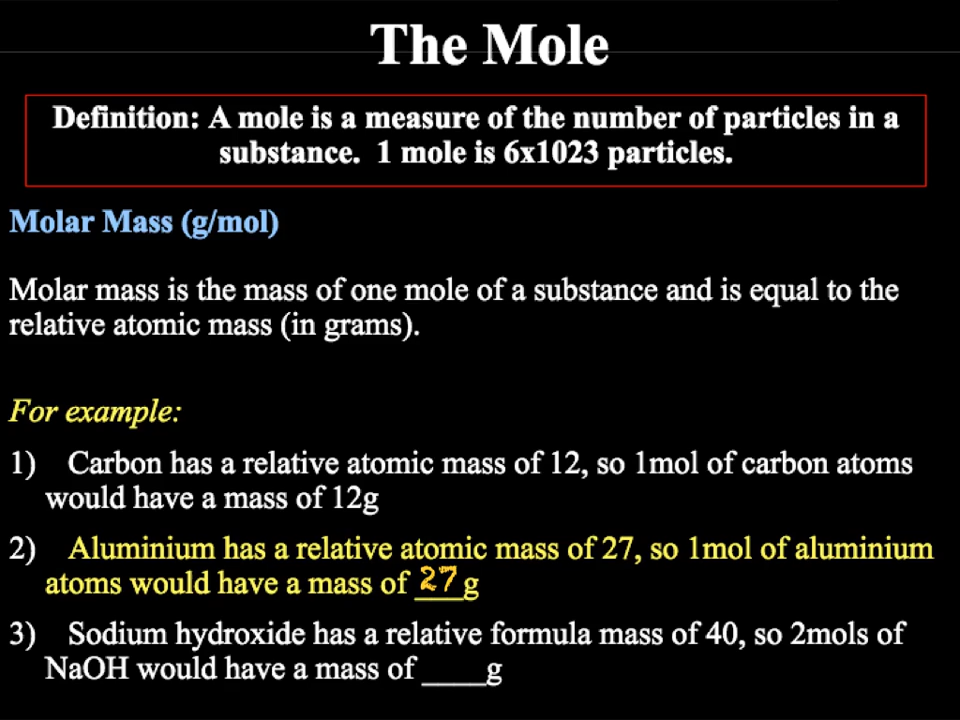 The Mole
Definition: A mole is a measure of the number of particles in a
substance. 1 mole is 6x1023 particles.
Molar Mass (g/mol)
Molar mass is the mass of one mole of a substance and is equal to the
relative atomic mass (in grams).
For example:
1) Carbon has a relative atomic mass of 12, so 1mol of carbon atoms
would have a mass of 12g
2) Aluminium has a relative atomic mass of 27, so 1mol of aluminium
atoms would have a mass of 27g
3) Sodium hydroxide has a relative formula mass of 40, so 2mols of
NaOH would have a mass of ____g